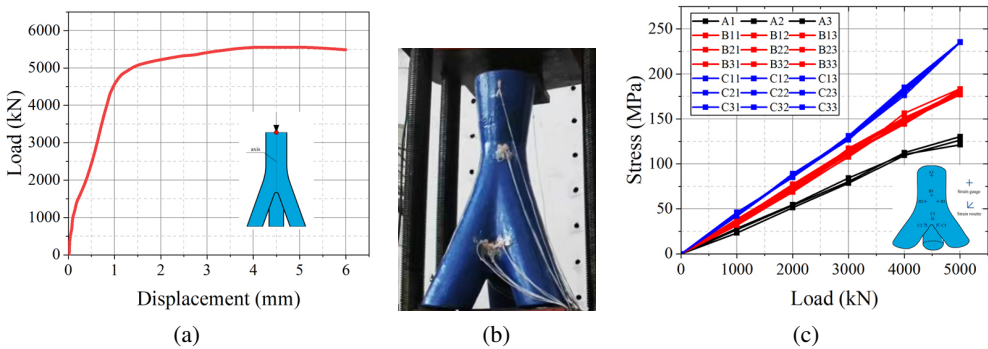 6000
5000
4000
3000
2000
1000
0
Load (kN)
axis
0 1 2 3 4 5 6
Displacement (mm)
(a)
(b)
250
200
150
100
50
0
Stress (MPa)
A1 A2 A3
B11 B12 B13
B21 B22 B23
B31 B32 B33
C11 C12 C13
C21 C22 C23
C31 C32 C33
Strain gauge
Strain rosette
0 1000 2000 3000 4000 5000
Load (kN)
(c)